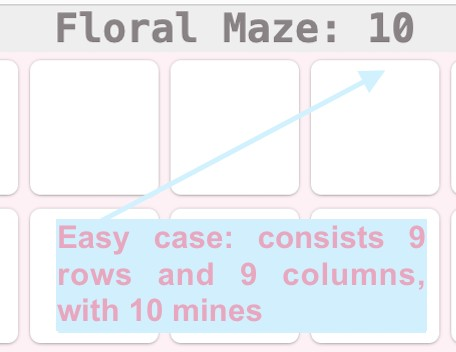 Floral Maze: 10
Easy case: consists 9
rows and 9 columns,
with 10 mines